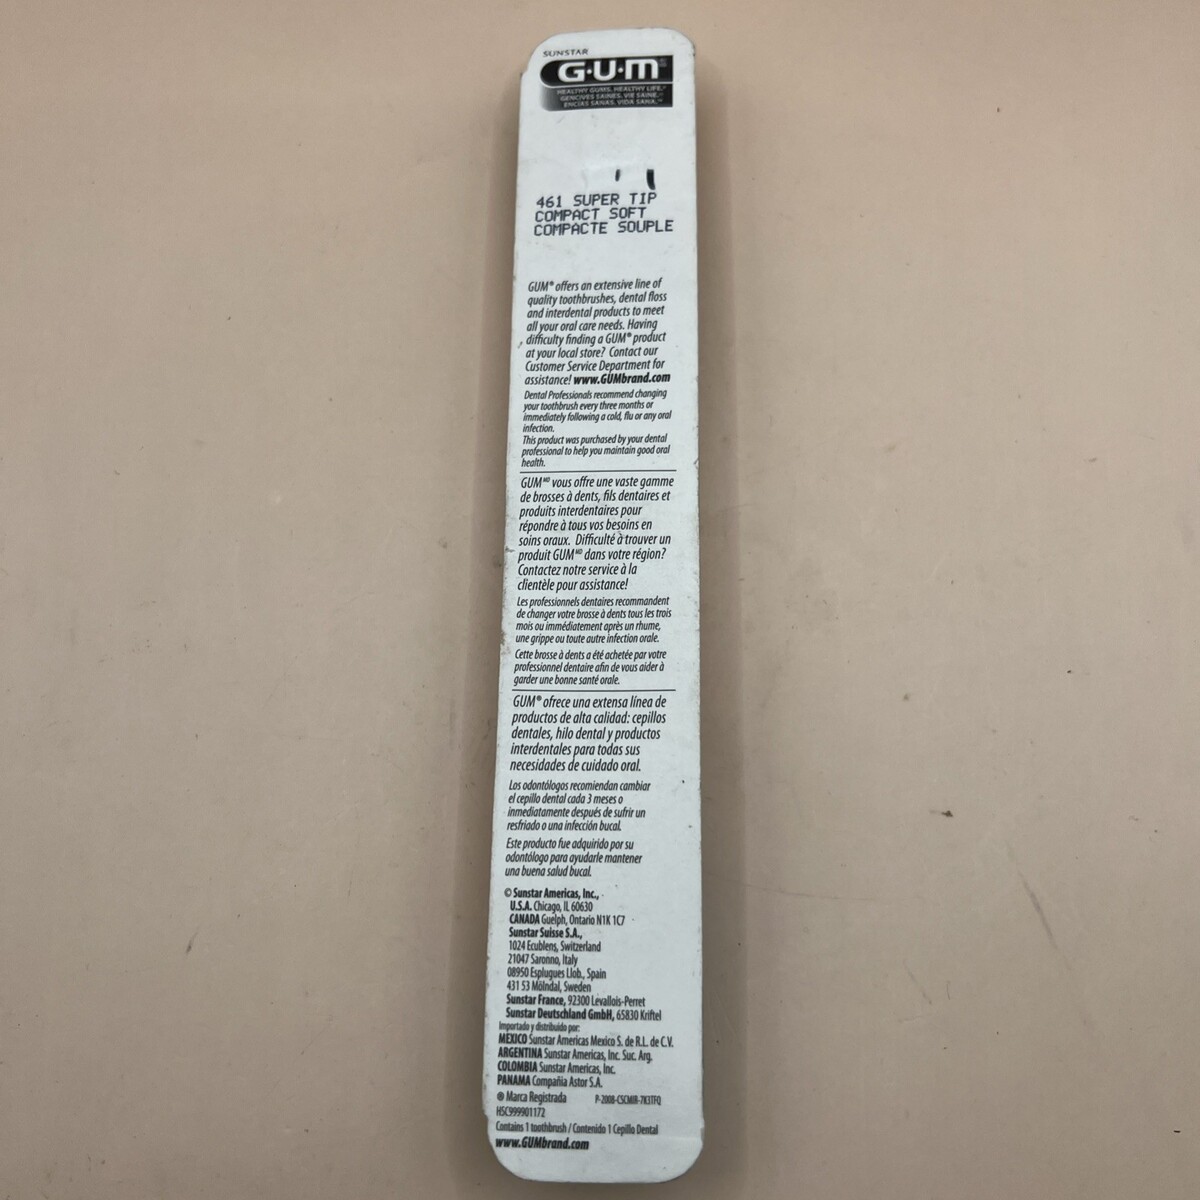 SUNSTAR
G·U·M
HEALTHY GUMS. HEALTHY LIFE.
GENCIVES SAINES. VIE SAINE.
ENCÍAS SANAS. VIDA SANA.
461 SUPER TIP
COMPACT SOFT
COMPACTE SOUPLE
GUM® offers an extensive line of
quality toothbrushes, dental floss
and interdental products to meet
all your oral care needs. Having
difficulty finding a GUM® product
at your local store? Contact our
Customer Service Department for
assistance! www.GUMbrand.com
Dental Professionals recommend changing
your toothbrush every three months or
immediately following a cold, flu or any oral
infection.
This product was purchased by your dental
professional to help you maintain good oral
health.
GUMᴹᴰ vous offre une vaste gamme
de brosses à dents, fils dentaires et
produits interdentaires pour
répondre à tous vos besoins en
soins oraux. Difficulté à trouver un
produit GUMᴹᴰ dans votre région?
Contactez notre service à la
clientèle pour assistance!
Les professionnels dentaires recommandent
de changer votre brosse à dents tous les trois
mois ou immédiatement après un rhume,
une grippe ou toute autre infection orale.
Cette brosse à dents a été achetée par votre
professionnel dentaire afin de vous aider à
garder une bonne santé orale.
GUM® ofrece una extensa línea de
productos de alta calidad: cepillos
dentales, hilo dental y productos
interdentales para todas sus
necesidades de cuidado oral.
Los odontólogos recomiendan cambiar
el cepillo dental cada 3 meses o
inmediatamente después de sufrir un
resfriado o una infección bucal.
Este producto fue adquirido por su
odontólogo para ayudarle mantener
una buena salud bucal.
© Sunstar Americas, Inc.,
U.S.A. Chicago, IL 60630
CANADA Guelph, Ontario N1K 1C7
Sunstar Suisse S.A.,
1024 Ecublens, Switzerland
21047 Saronno, Italy
08950 Esplugues Llob., Spain
431 53 Mölndal, Sweden
Sunstar France, 92300 Levallois-Perret
Sunstar Deutschland GmbH, 65830 Kriftel
Importado y distribuido por:
MEXICO Sunstar Americas Mexico S. de R.L. de C.V.
ARGENTINA Sunstar Americas, Inc. Suc. Arg.
COLOMBIA Sunstar Americas, Inc.
PANAMA Compañia Astor S.A.
® Marca Registrada P-2008-CSCMIR-7K3TFQ
HSC999901172
Contains 1 toothbrush / Contenido 1 Cepillo Dental
www.GUMbrand.com